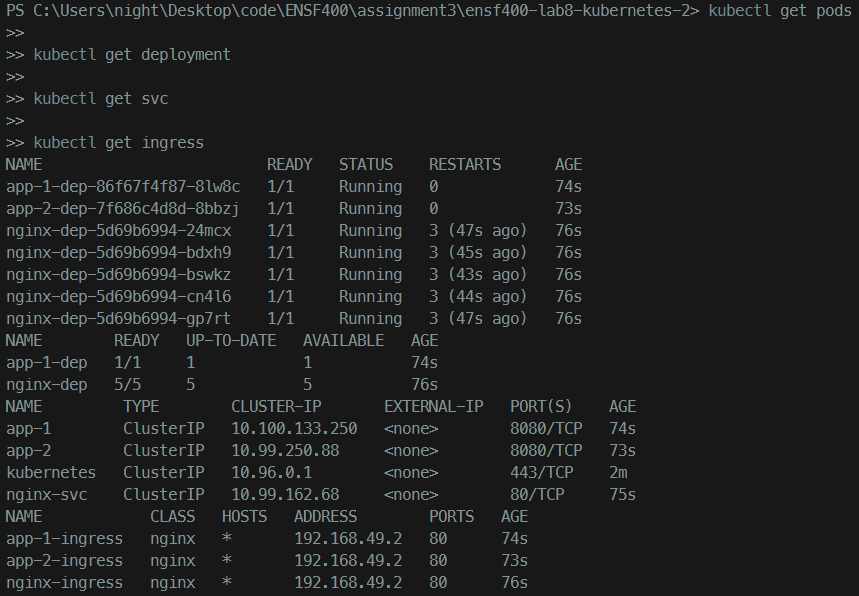 PS C:\Users\night\Desktop\code\ENSF400\assignment3\ensf400-lab8-kubernetes-2> kubectl get pods
>>
>> kubectl get deployment
>>
>> kubectl get svc
>>
>> kubectl get ingress
NAME                         READY   STATUS    RESTARTS      AGE
app-1-dep-86f67f4f87-8lw8c   1/1     Running   0             74s
app-2-dep-7f686c4d8d-8bbzj   1/1     Running   0             73s
nginx-dep-5d69b6994-24mcx    1/1     Running   3 (47s ago)   76s
nginx-dep-5d69b6994-bdxh9    1/1     Running   3 (45s ago)   76s
nginx-dep-5d69b6994-bswkz    1/1     Running   3 (43s ago)   76s
nginx-dep-5d69b6994-cn4l6    1/1     Running   3 (44s ago)   76s
nginx-dep-5d69b6994-gp7rt    1/1     Running   3 (47s ago)   76s
NAME        READY   UP-TO-DATE   AVAILABLE   AGE
app-1-dep   1/1     1            1           74s
nginx-dep   5/5     5            5           76s
NAME         TYPE        CLUSTER-IP       EXTERNAL-IP   PORT(S)    AGE
app-1        ClusterIP   10.100.133.250   <none>        8080/TCP   74s
app-2        ClusterIP   10.99.250.88     <none>        8080/TCP   73s
kubernetes   ClusterIP   10.96.0.1        <none>        443/TCP    2m
nginx-svc    ClusterIP   10.99.162.68     <none>        80/TCP     75s
NAME            CLASS   HOSTS   ADDRESS        PORTS   AGE
app-1-ingress   nginx   *       192.168.49.2   80      74s
app-2-ingress   nginx   *       192.168.49.2   80      73s
nginx-ingress   nginx   *       192.168.49.2   80      76s